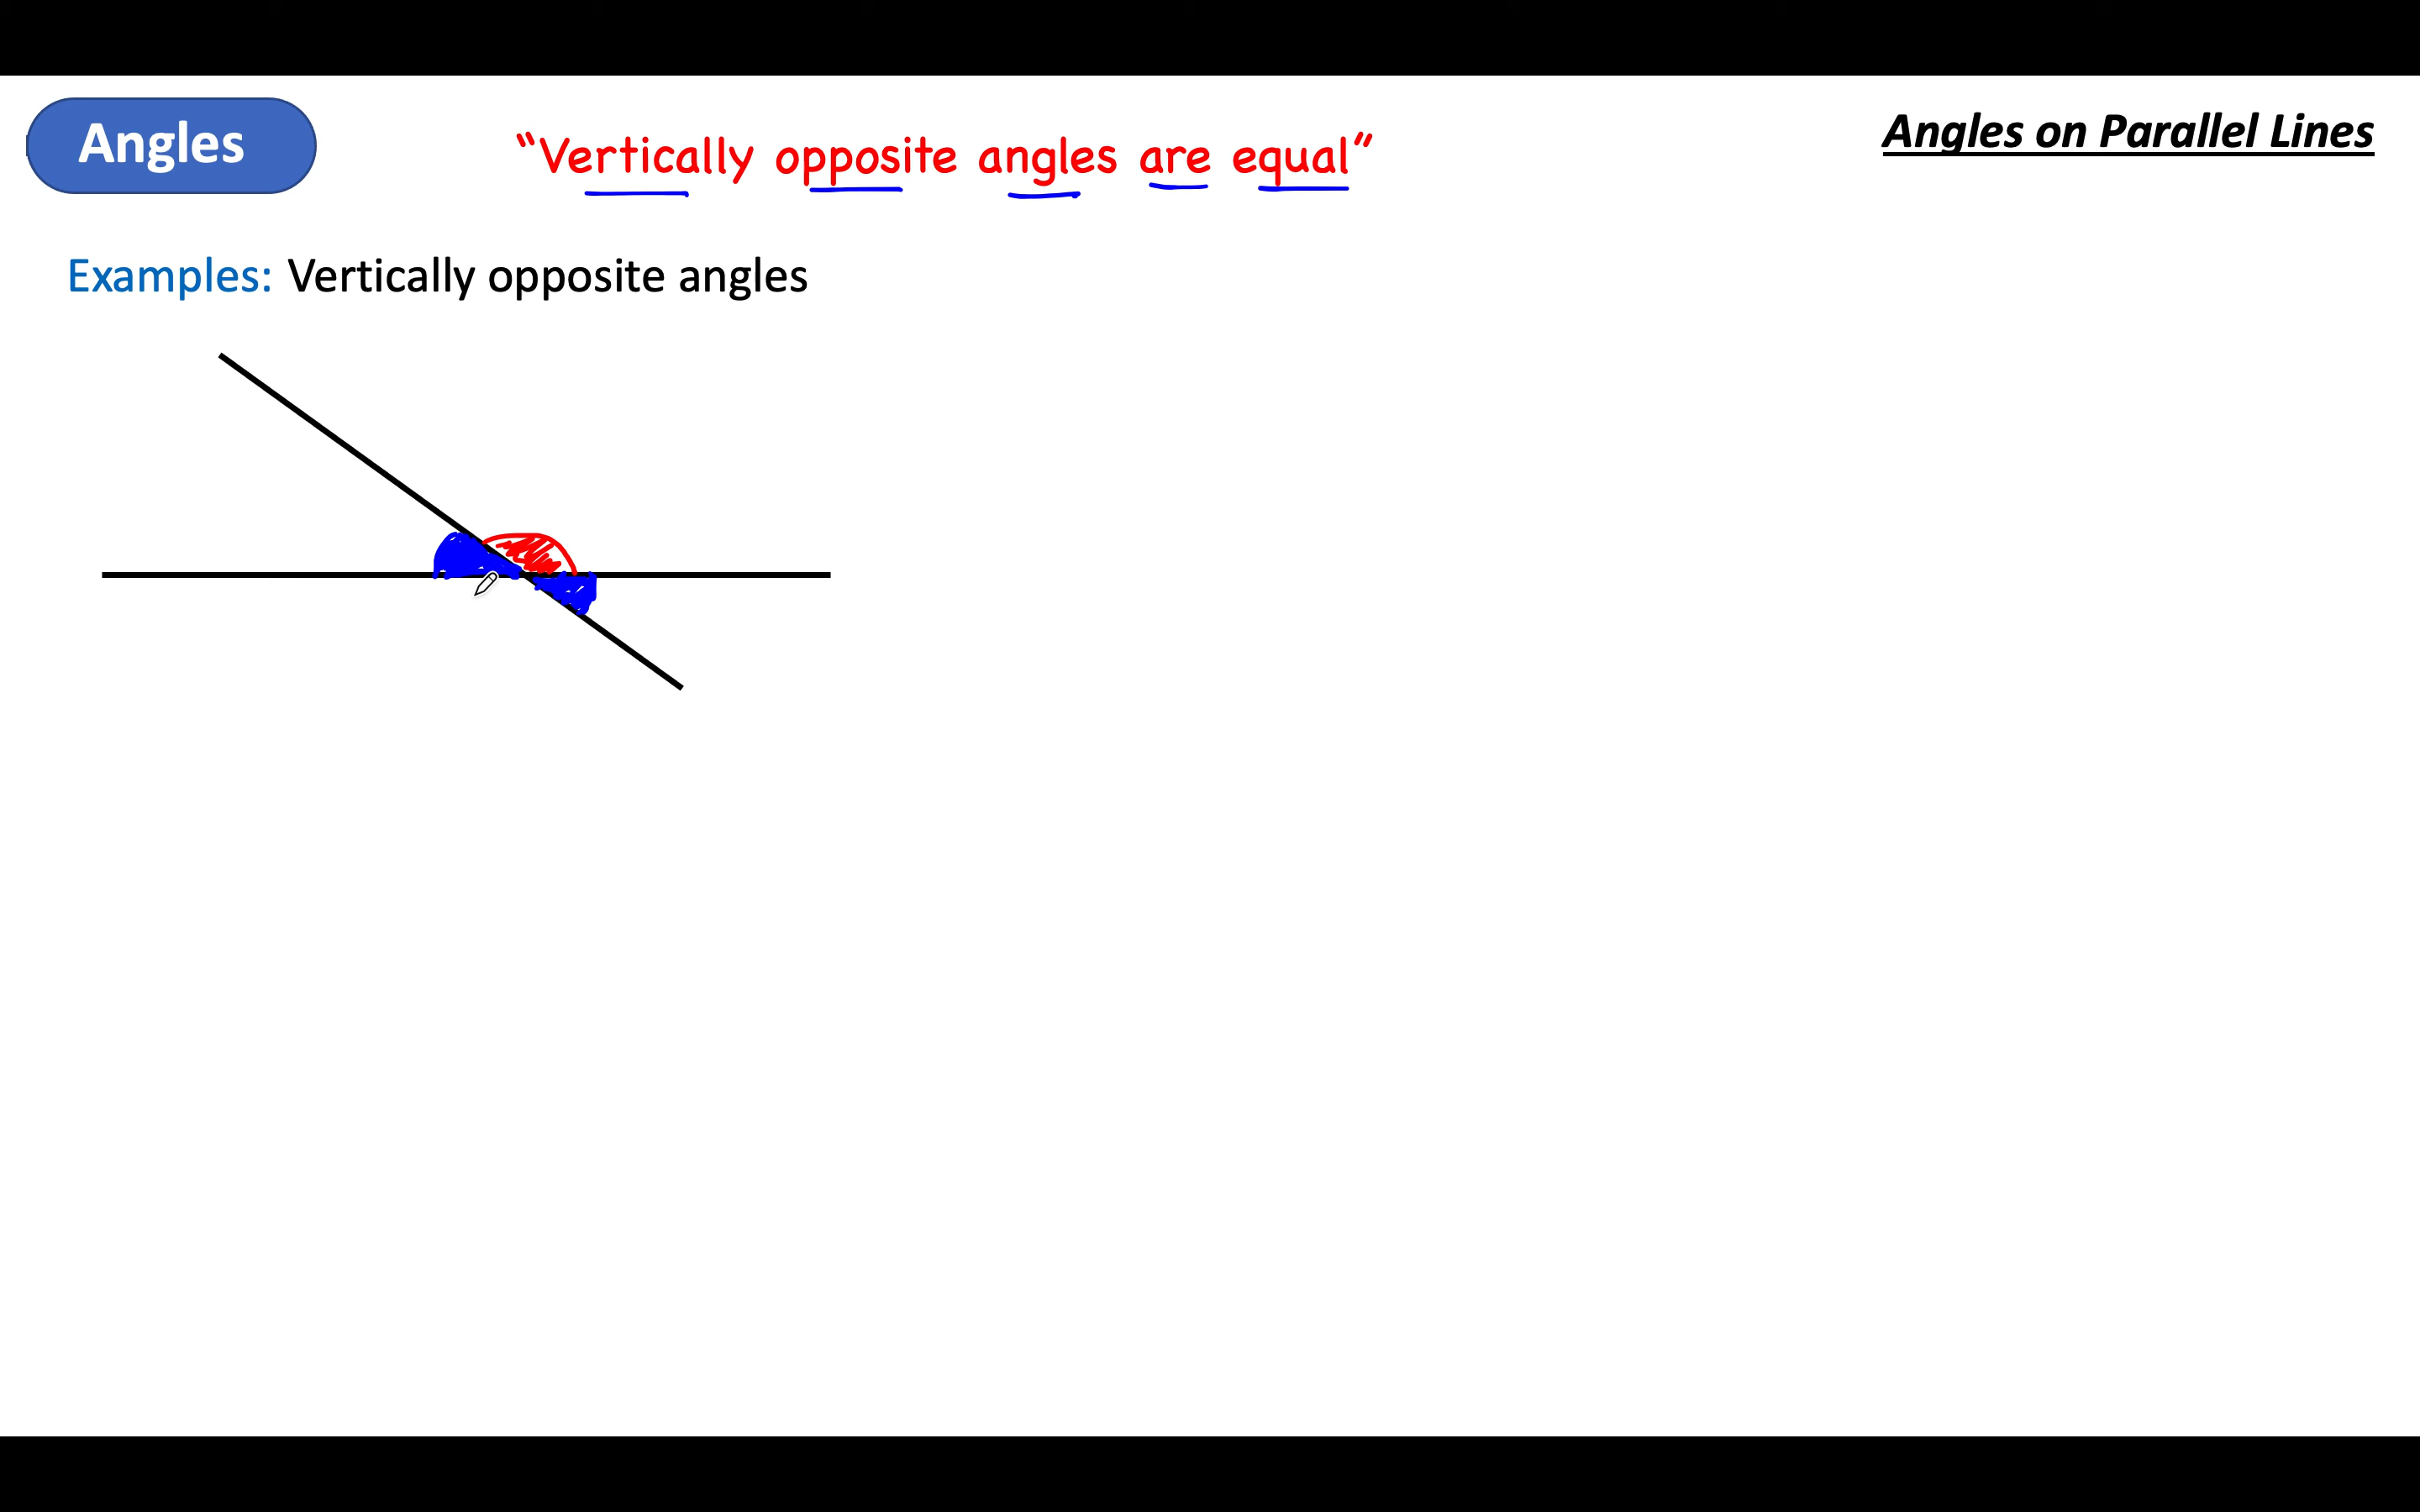 Angles
"Vertically opposite angles are equal"
Angles on Parallel Lines
Examples: Vertically opposite angles